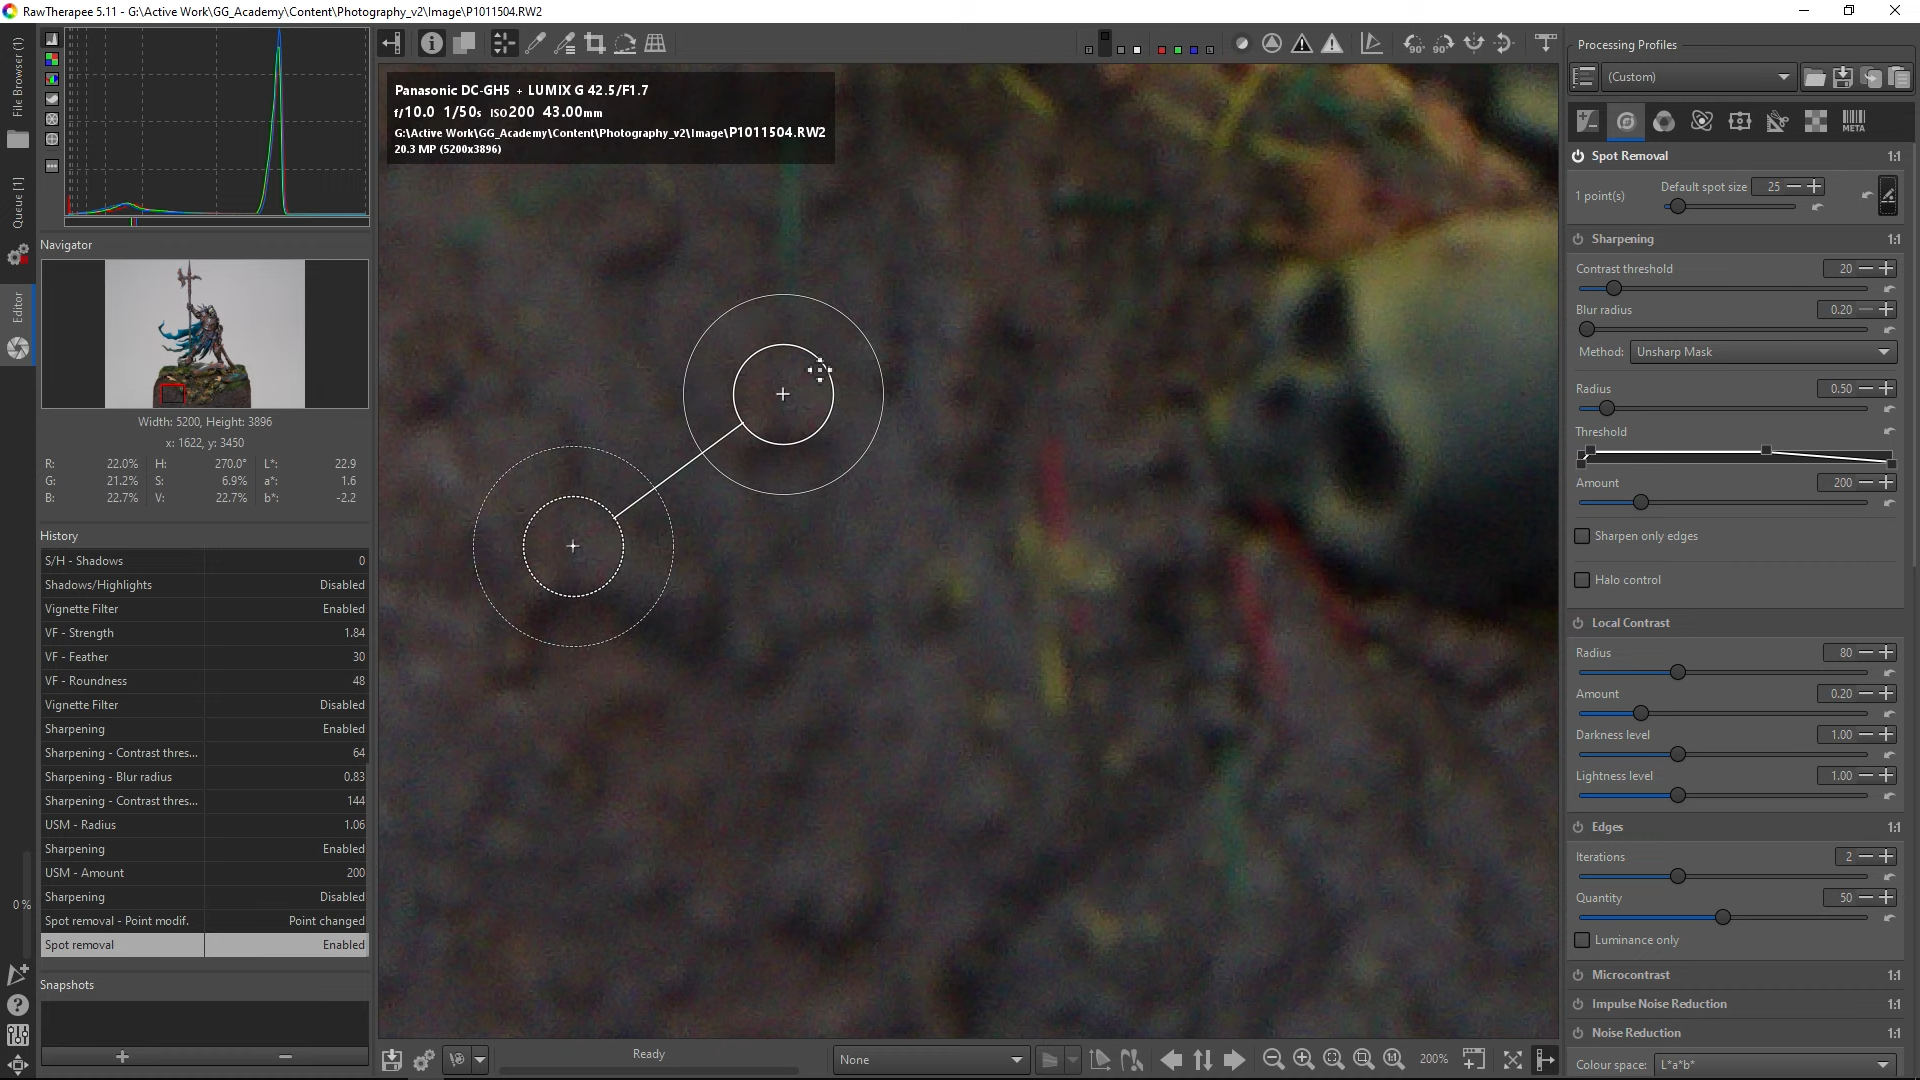 RawTherapee 5.11 - G:\Active Work\GG_Academy\Content\Photography_v2\Image\P1011504.RW2
File Browser (1)
Queue [1]
Editor
0 %
Panasonic DC-GH5 + LUMIX G 42.5/F1.7
f/10.0 1/50s ISO200 43.00mm
G:\Active Work\GG_Academy\Content\Photography_v2\Image\P1011504.RW2
20.3 MP (5200x3896)
Navigator
Width: 5200, Height: 3896
x: 1622, y: 3450
R: 22.0% H: 270.0° L*: 22.9
G: 21.2% S: 6.9% a*: 1.6
B: 22.7% V: 22.7% b*: -2.2
History
S/H - Shadows 0
Shadows/Highlights Disabled
Vignette Filter Enabled
VF - Strength 1.84
VF - Feather 30
VF - Roundness 48
Vignette Filter Disabled
Sharpening Enabled
Sharpening - Contrast thres... 64
Sharpening - Blur radius 0.83
Sharpening - Contrast thres... 144
USM - Radius 1.06
Sharpening Enabled
USM - Amount 200
Sharpening Disabled
Spot removal - Point modif. Point changed
Spot removal Enabled
Snapshots
Ready
None
200%
Processing Profiles
(Custom)
META
Spot Removal 1:1
1 point(s) Default spot size 25
Sharpening 1:1
Contrast threshold 20
Blur radius 0.20
Method: Unsharp Mask
Radius 0.50
Threshold
Amount 200
Sharpen only edges
Halo control
Local Contrast
Radius 80
Amount 0.20
Darkness level 1.00
Lightness level 1.00
Edges 1:1
Iterations 2
Quantity 50
Luminance only
Microcontrast 1:1
Impulse Noise Reduction 1:1
Noise Reduction 1:1
Colour space: L*a*b*